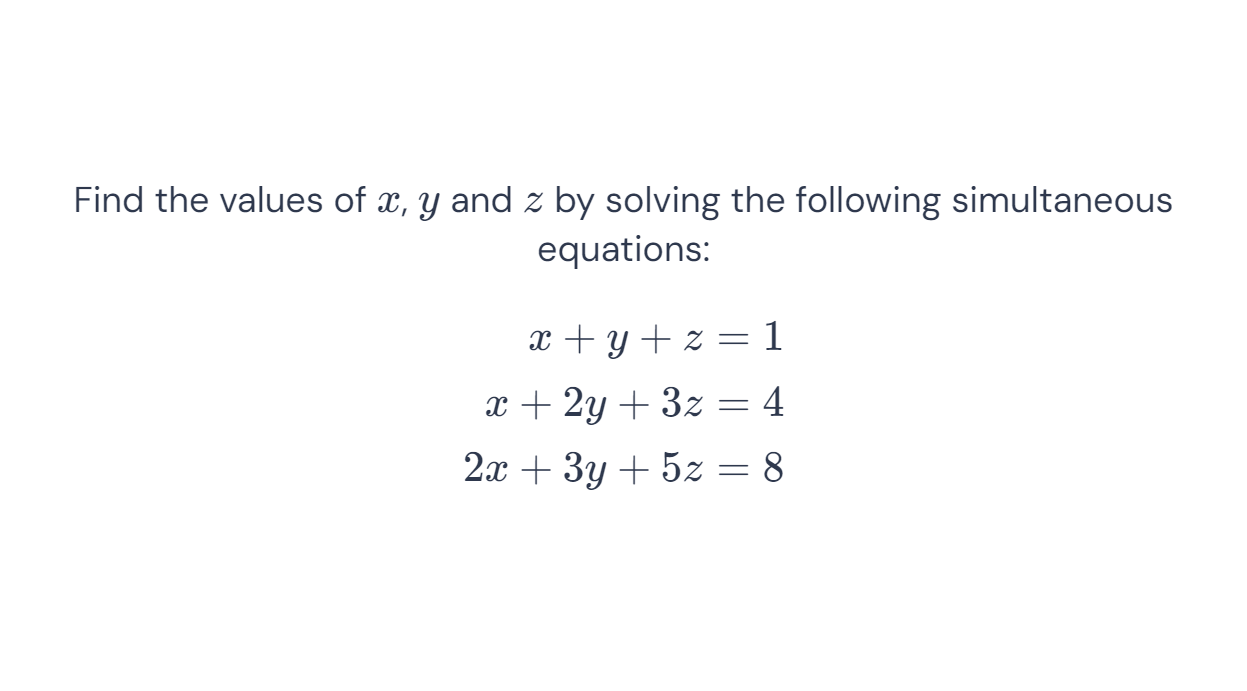 Find the values of x, y and z by solving the following simultaneous
equations:
x + y + z = 1
x + 2y + 3z = 4
2x + 3y + 5z = 8